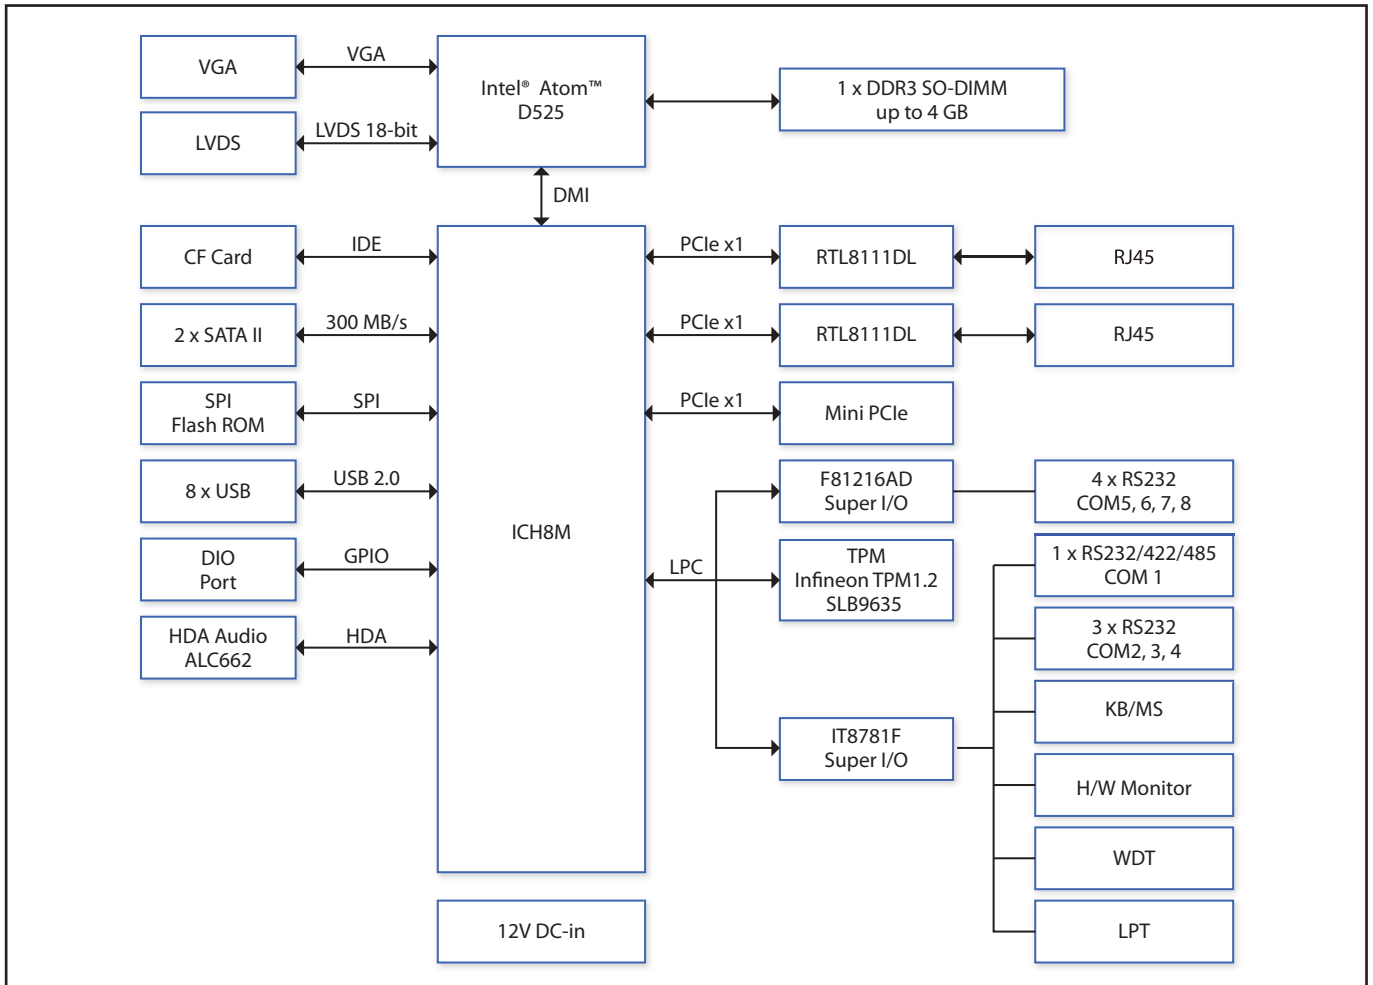 VGA
VGA
Intel® Atom™
D525
1 x DDR3 SO-DIMM
up to 4 GB
LVDS
LVDS 18-bit
DMI
CF Card
IDE
PCIe x1
RTL8111DL
RJ45
2 x SATA II
300 MB/s
PCIe x1
RTL8111DL
RJ45
SPI
Flash ROM
SPI
PCIe x1
Mini PCIe
8 x USB
USB 2.0
F81216AD
Super I/O
4 x RS232
COM5, 6, 7, 8
ICH8M
DIO
Port
GPIO
LPC
TPM
Infineon TPM1.2
SLB9635
1 x RS232/422/485
COM 1
HDA Audio
ALC662
HDA
3 x RS232
COM2, 3, 4
KB/MS
IT8781F
Super I/O
H/W Monitor
WDT
12V DC-in
LPT